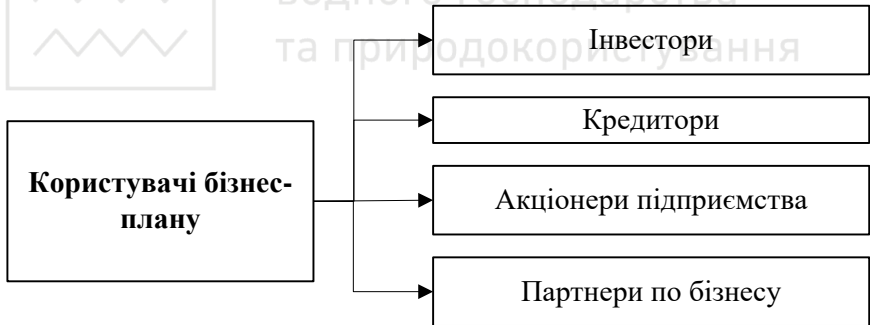 водного господарства
та природокористування
Інвестори
Кредитори
Користувачі бізнес-
плану
Акціонери підприємства
Партнери по бізнесу